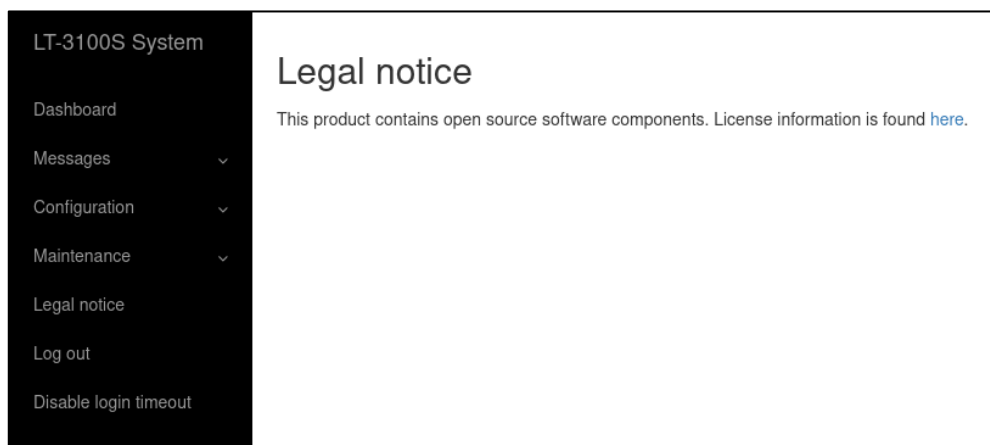 LT-3100S System
Dashboard
Messages
Configuration
Maintenance
Legal notice
Log out
Disable login timeout
Legal notice
This product contains open source software components. License information is found here.